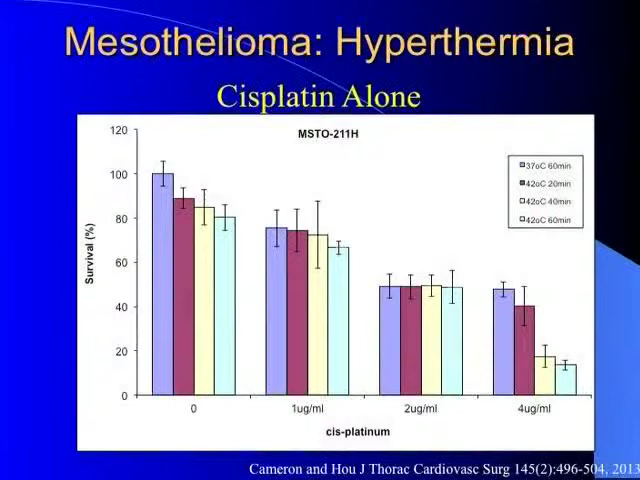 Mesothelioma: Hyperthermia
Cisplatin Alone
MSTO-211H
120
100
80
60
40
20
0
Survival (%)
37oC 60min
42oC 20min
42oC 40min
42oC 60min
0
1ug/ml
2ug/ml
4ug/ml
cis-platinum
Cameron and Hou J Thorac Cardiovasc Surg 145(2):496-504, 2013